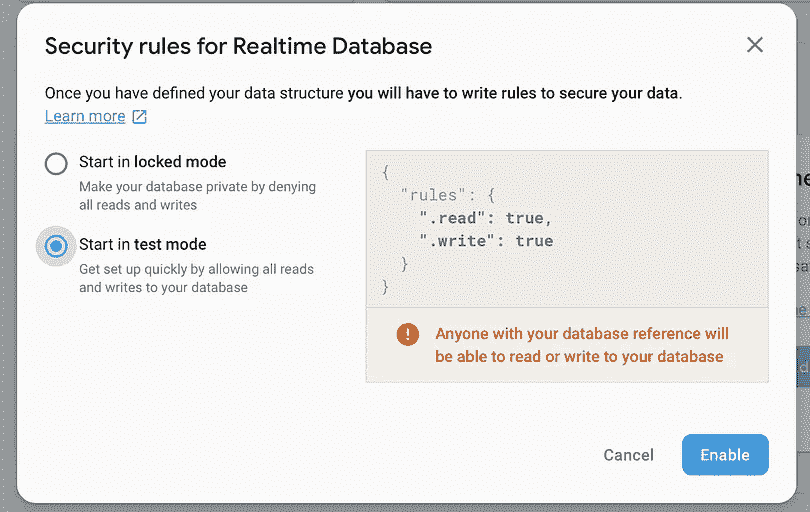 Security rules for Realtime Database
Once you have defined your data structure you will have to write rules to secure your data.
Learn more
Start in locked mode
Make your database private by denying
all reads and writes
Start in test mode
Get set up quickly by allowing all reads
and writes to your database
{
"rules": {
".read": true,
".write": true
}
}
Anyone with your database reference will
be able to read or write to your database
Cancel
Enable